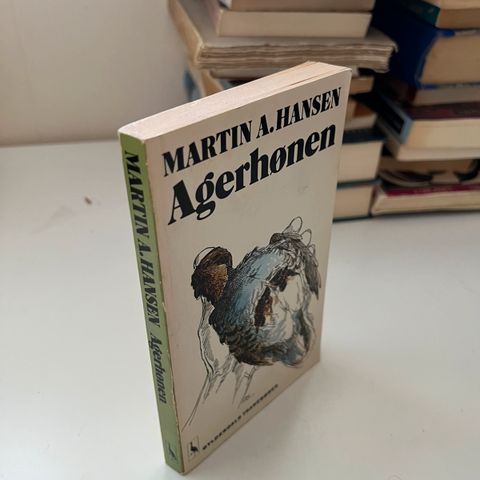 MARTIN A. HANSEN
Agerhønen
GYLDENDALS TRANEBØGER
MARTIN A. HANSEN Agerhønen